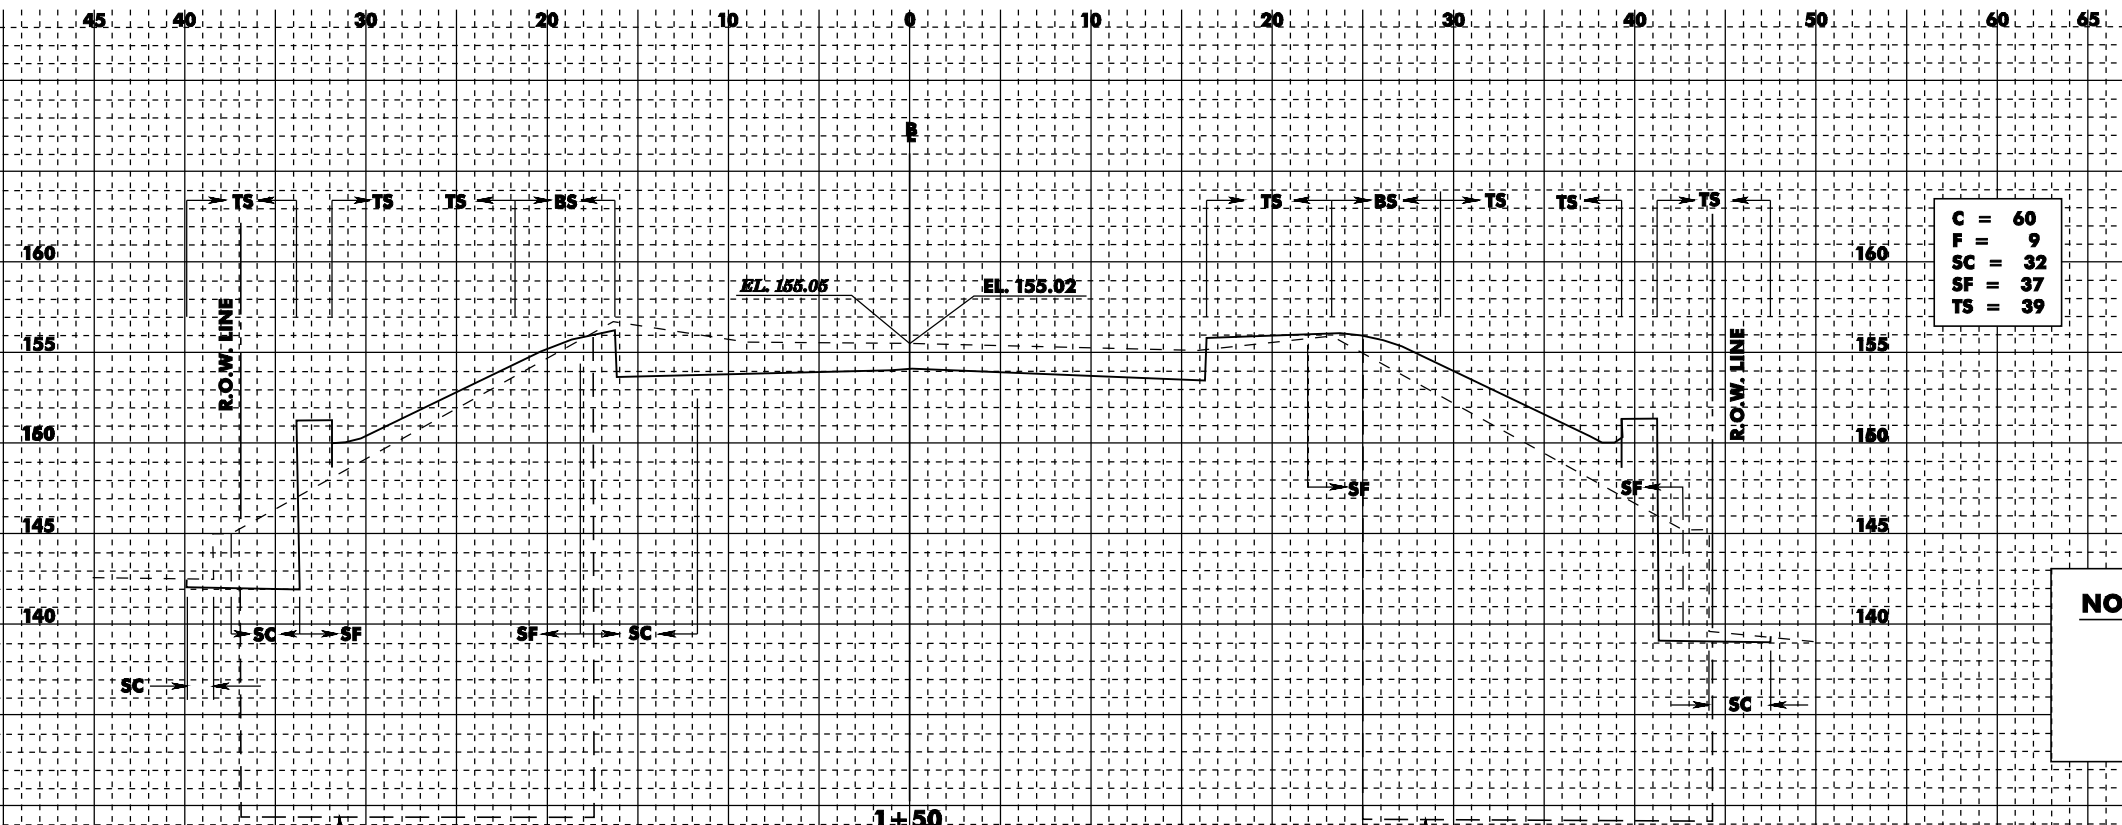 45 40 30 20 10 0 10 20 30 40 50 60 65
TS TS TS BS TS BS TS TS TS
C = 60
F = 9
SC = 32
SF = 37
TS = 39
160 160
EL. 155.05 EL. 155.02
R.O.W. LINE
R.O.W. LINE
155 155
150 150
SF SF
145 145
140 140
NO
SC SF SF SC
SC
SC
1+50